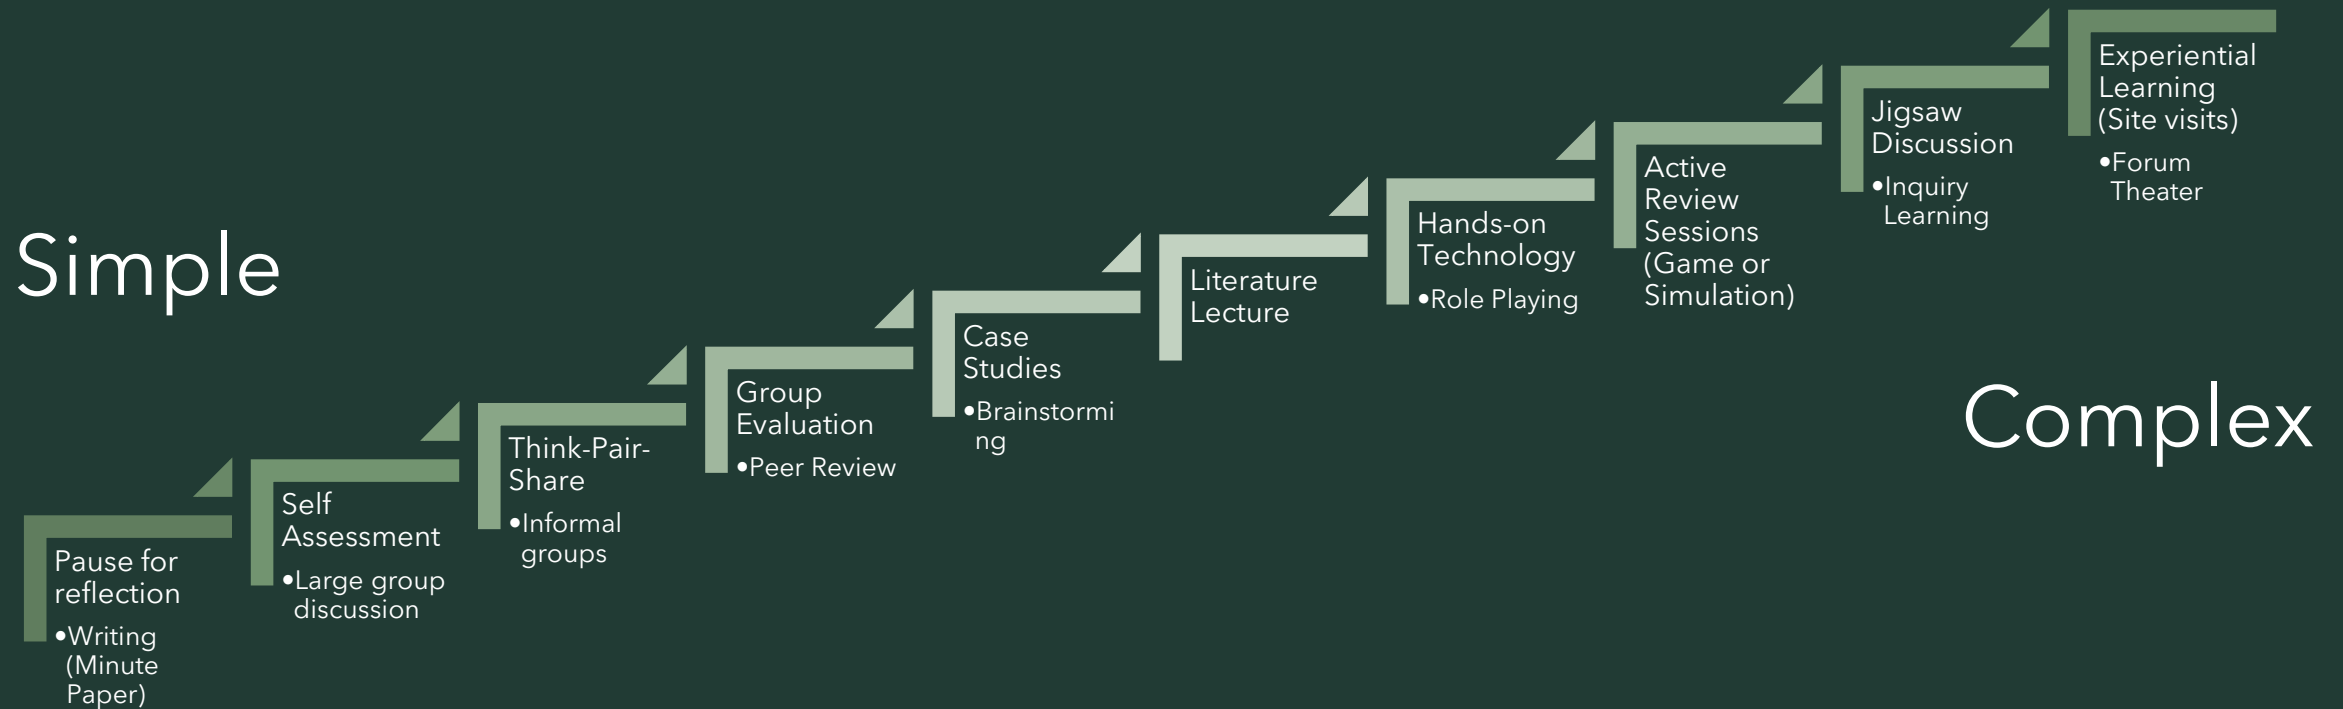 Simple
Pause for
reflection
•Writing
(Minute
Paper)
Self
Assessment
•Large group
discussion
Think-Pair-
Share
•Informal
groups
Group
Evaluation
•Peer Review
Case
Studies
•Brainstormi
ng
Literature
Lecture
Hands-on
Technology
•Role Playing
Active
Review
Sessions
(Game or
Simulation)
Jigsaw
Discussion
•Inquiry
Learning
Experiential
Learning
(Site visits)
•Forum
Theater
Complex